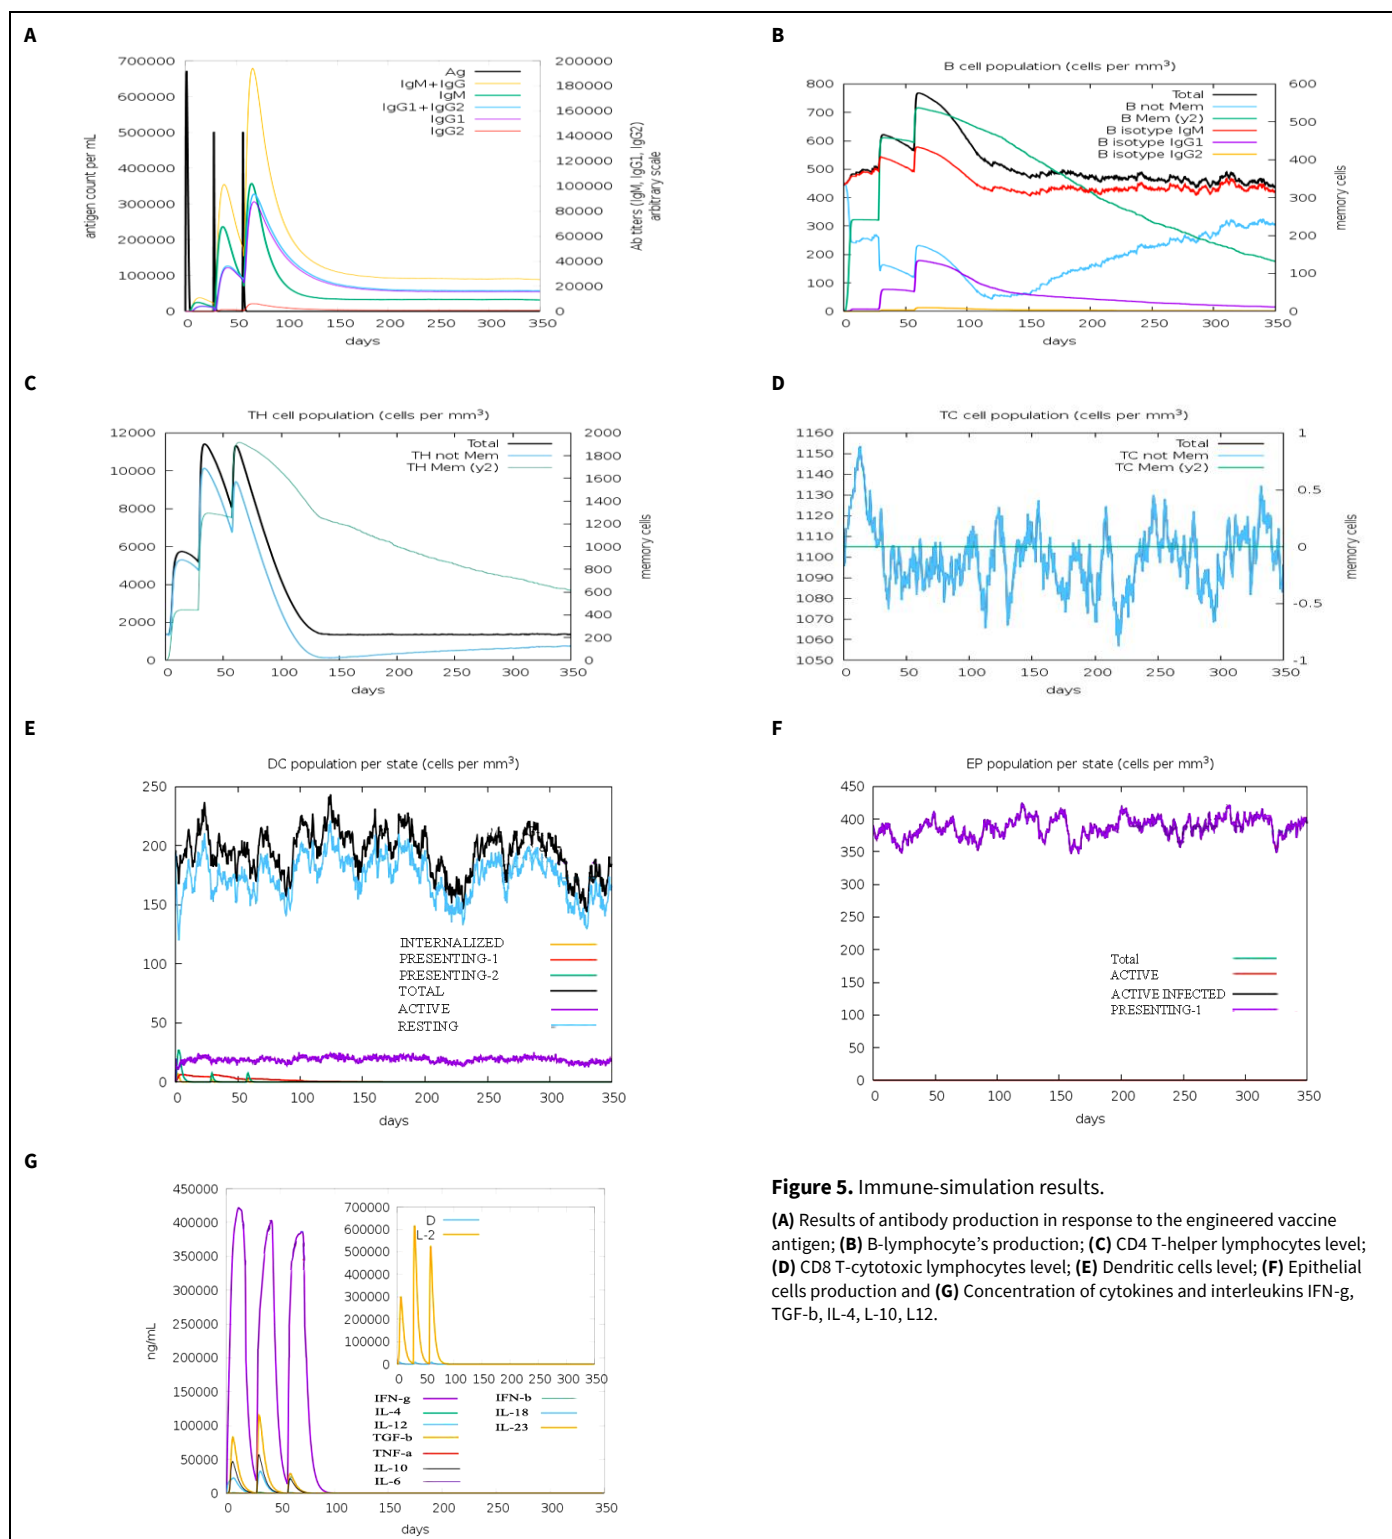 A
700000
600000
500000
400000
300000
200000
100000
0
antigen count per mL
200000
180000
160000
140000
120000
100000
80000
60000
40000
20000
0
Ab titers (IgM, IgG1, IgG2)
arbitrary scale
Ag
IgM+IgG
IgM
IgG1+IgG2
IgG1
IgG2
0 50 100 150 200 250 300 350
days
B
B cell population (cells per mm³)
800
700
600
500
400
300
200
100
0
600
500
400
300
200
100
0
memory cells
Total
B not Mem
B Mem (y2)
B isotype IgM
B isotype IgG1
B isotype IgG2
0 50 100 150 200 250 300 350
days
C
TH cell population (cells per mm³)
12000
10000
8000
6000
4000
2000
0
2000
1800
1600
1400
1200
1000
800
600
400
200
0
memory cells
Total
TH not Mem
TH Mem (y2)
0 50 100 150 200 250 300 350
days
D
TC cell population (cells per mm³)
1160
1150
1140
1130
1120
1110
1100
1090
1080
1070
1060
1050
1
0.5
0
-0.5
-1
memory cells
Total
TC not Mem
TC Mem (y2)
0 50 100 150 200 250 300 350
days
E
DC population per state (cells per mm³)
250
200
150
100
50
0
INTERNALIZED
PRESENTING-1
PRESENTING-2
TOTAL
ACTIVE
RESTING
0 50 100 150 200 250 300 350
days
F
EP population per state (cells per mm³)
450
400
350
300
250
200
150
100
50
0
Total
ACTIVE
ACTIVE INFECTED
PRESENTING-1
0 50 100 150 200 250 300 350
days
G
450000
400000
350000
300000
250000
200000
150000
100000
50000
0
ng/mL
700000
600000
500000
400000
300000
200000
100000
0
D
L-2
0 50 100 150 200 250 300 350
IFN-g
IL-4
IL-12
TGF-b
TNF-a
IL-10
IL-6
IFN-b
IL-18
IL-23
0 50 100 150 200 250 300 350
days
Figure 5. Immune-simulation results.
(A) Results of antibody production in response to the engineered vaccine
antigen; (B) B-lymphocyte’s production; (C) CD4 T-helper lymphocytes level;
(D) CD8 T-cytotoxic lymphocytes level; (E) Dendritic cells level; (F) Epithelial
cells production and (G) Concentration of cytokines and interleukins IFN-g,
TGF-b, IL-4, L-10, L12.